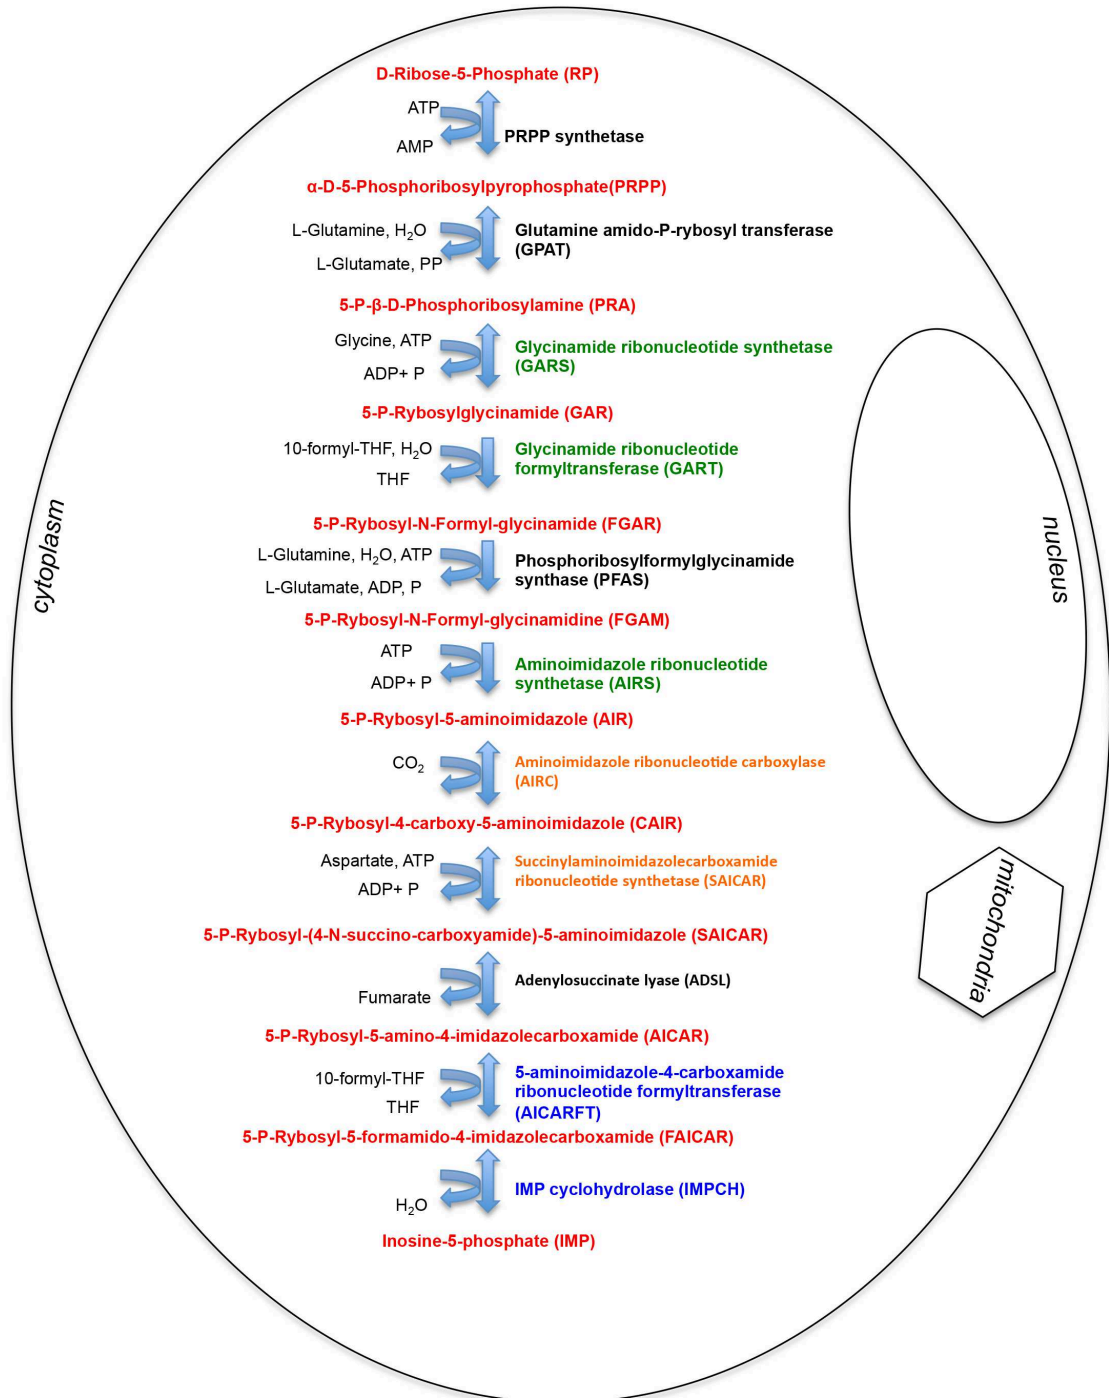 D-Ribose-5-Phosphate (RP)
ATP
AMP
PRPP synthetase
α-D-5-Phosphoribosylpyrophosphate(PRPP)
L-Glutamine, H₂O
L-Glutamate, PP
Glutamine amido-P-rybosyl transferase
(GPAT)
5-P-β-D-Phosphoribosylamine (PRA)
Glycine, ATP
ADP+ P
Glycinamide ribonucleotide synthetase
(GARS)
5-P-Rybosylglycinamide (GAR)
10-formyl-THF, H₂O
THF
Glycinamide ribonucleotide
formyltransferase (GART)
5-P-Rybosyl-N-Formyl-glycinamide (FGAR)
L-Glutamine, H₂O, ATP
L-Glutamate, ADP, P
Phosphoribosylformylglycinamide
synthase (PFAS)
5-P-Rybosyl-N-Formyl-glycinamidine (FGAM)
ATP
ADP+ P
Aminoimidazole ribonucleotide
synthetase (AIRS)
5-P-Rybosyl-5-aminoimidazole (AIR)
CO₂
Aminoimidazole ribonucleotide carboxylase
(AIRC)
5-P-Rybosyl-4-carboxy-5-aminoimidazole (CAIR)
Aspartate, ATP
ADP+ P
Succinylaminoimidazolecarboxamide
ribonucleotide synthetase (SAICAR)
5-P-Rybosyl-(4-N-succino-carboxyamide)-5-aminoimidazole (SAICAR)
Fumarate
Adenylosuccinate lyase (ADSL)
5-P-Rybosyl-5-amino-4-imidazolecarboxamide (AICAR)
10-formyl-THF
THF
5-aminoimidazole-4-carboxamide
ribonucleotide formyltransferase
(AICARFT)
5-P-Rybosyl-5-formamido-4-imidazolecarboxamide (FAICAR)
H₂O
IMP cyclohydrolase (IMPCH)
Inosine-5-phosphate (IMP)
cytoplasm
nucleus
mitochondria